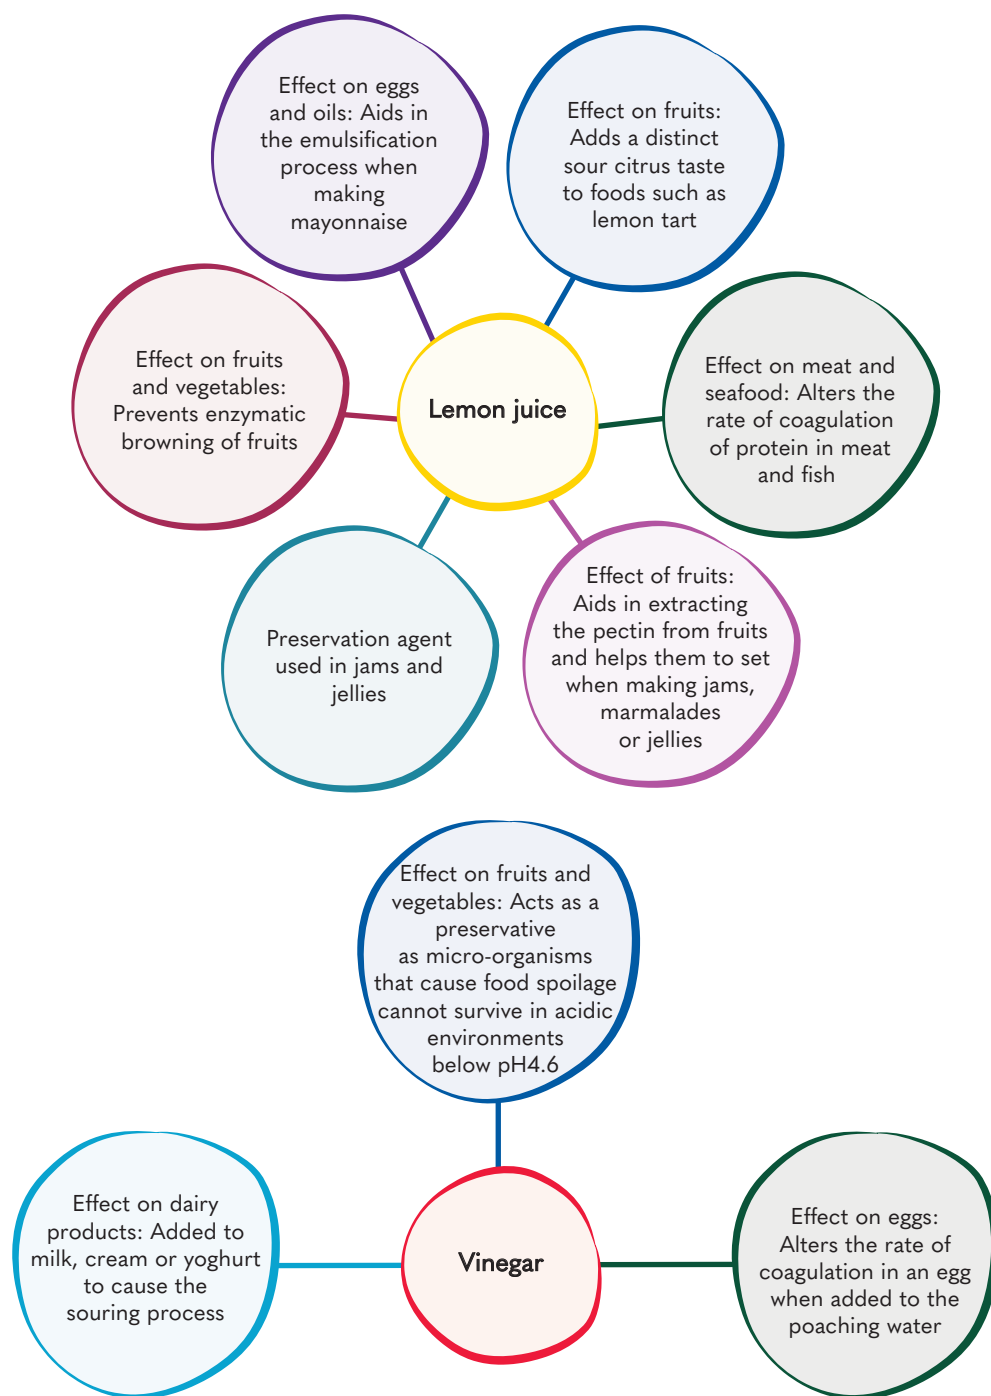 Effect on eggs
and oils: Aids in
the emulsification
process when
making
mayonnaise
Effect on fruits:
Adds a distinct
sour citrus taste
to foods such as
lemon tart
Effect on fruits
and vegetables:
Prevents enzymatic
browning of fruits
Lemon juice
Effect on meat and
seafood: Alters the
rate of coagulation
of protein in meat
and fish
Preservation agent
used in jams and
jellies
Effect of fruits:
Aids in extracting
the pectin from fruits
and helps them to set
when making jams,
marmalades
or jellies
Effect on fruits and
vegetables: Acts as a
preservative
as micro-organisms
that cause food spoilage
cannot survive in acidic
environments
below pH4.6
Effect on dairy
products: Added to
milk, cream or yoghurt
to cause the
souring process
Vinegar
Effect on eggs:
Alters the rate of
coagulation in an egg
when added to the
poaching water